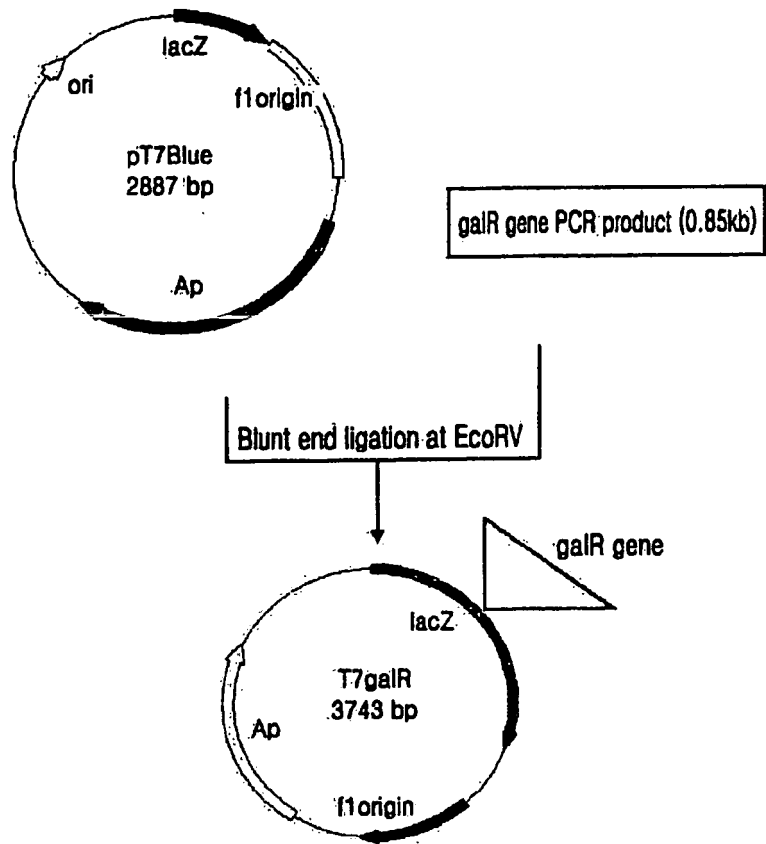 lacZ
ori
f1origin
pT7Blue
2887 bp
galR gene PCR product (0.85kb)
Ap
Blunt end ligation at EcoRV
galR gene
lacZ
T7galR
3743 bp
Ap
f1origin